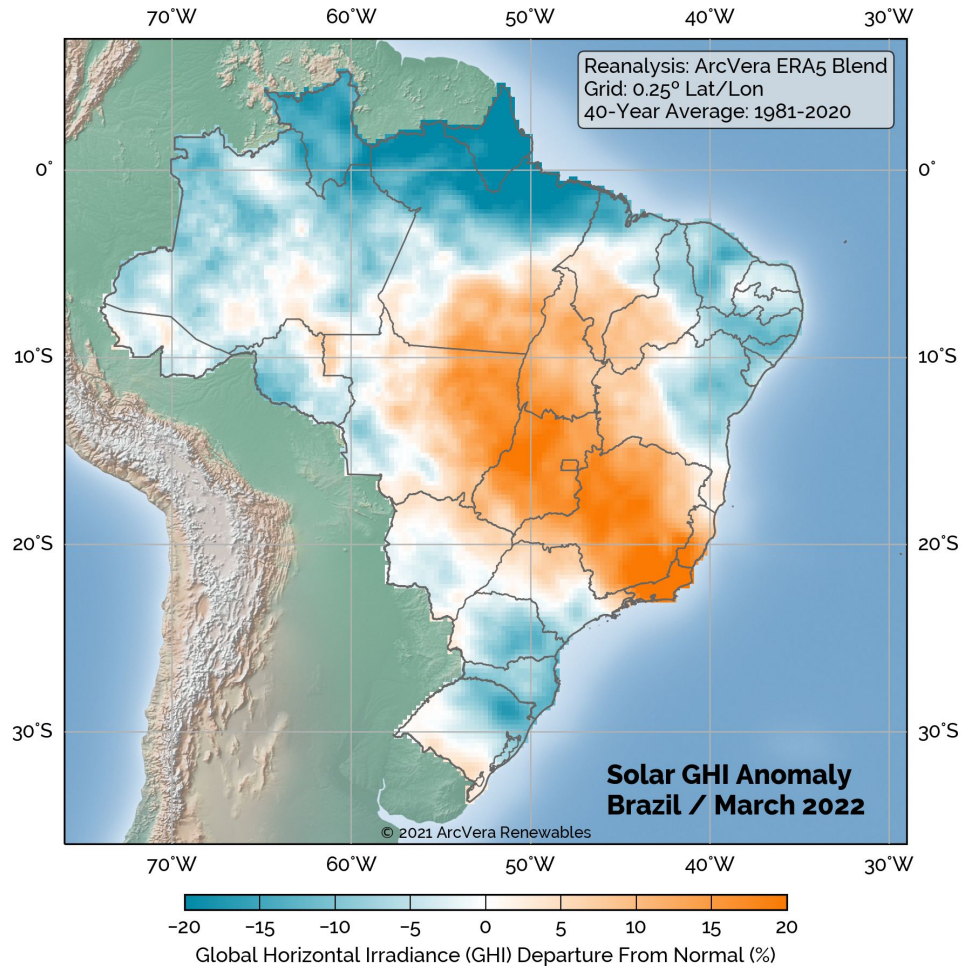 70°W 60°W 50°W 40°W 30°W
Reanalysis: ArcVera ERA5 Blend
Grid: 0.25º Lat/Lon
40-Year Average: 1981-2020
0° 0°
10°S 10°S
20°S 20°S
30°S 30°S
Solar GHI Anomaly
Brazil / March 2022
© 2021 ArcVera Renewables
70°W 60°W 50°W 40°W 30°W
−20 −15 −10 −5 0 5 10 15 20
Global Horizontal Irradiance (GHI) Departure From Normal (%)